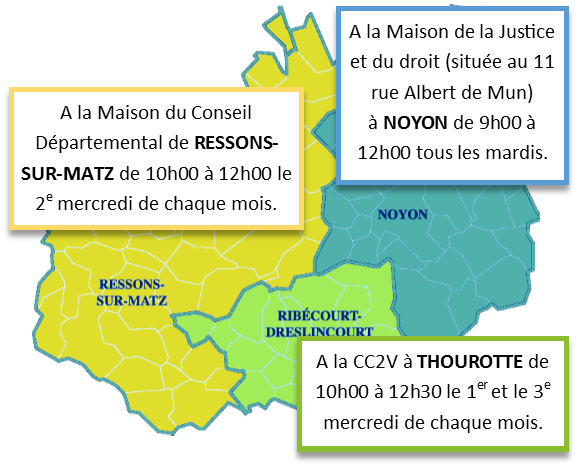 A la Maison de la Justice
et du droit (située au 11
rue Albert de Mun)
à NOYON de 9h00 à
12h00 tous les mardis.
A la Maison du Conseil
Départemental de RESSONS-
SUR-MATZ de 10h00 à 12h00 le
2e mercredi de chaque mois.
NOYON
RESSONS-
SUR-MATZ
RIBÉCOURT-
DRESLINCOURT
A la CC2V à THOUROTTE de
10h00 à 12h30 le 1er et le 3e
mercredi de chaque mois.